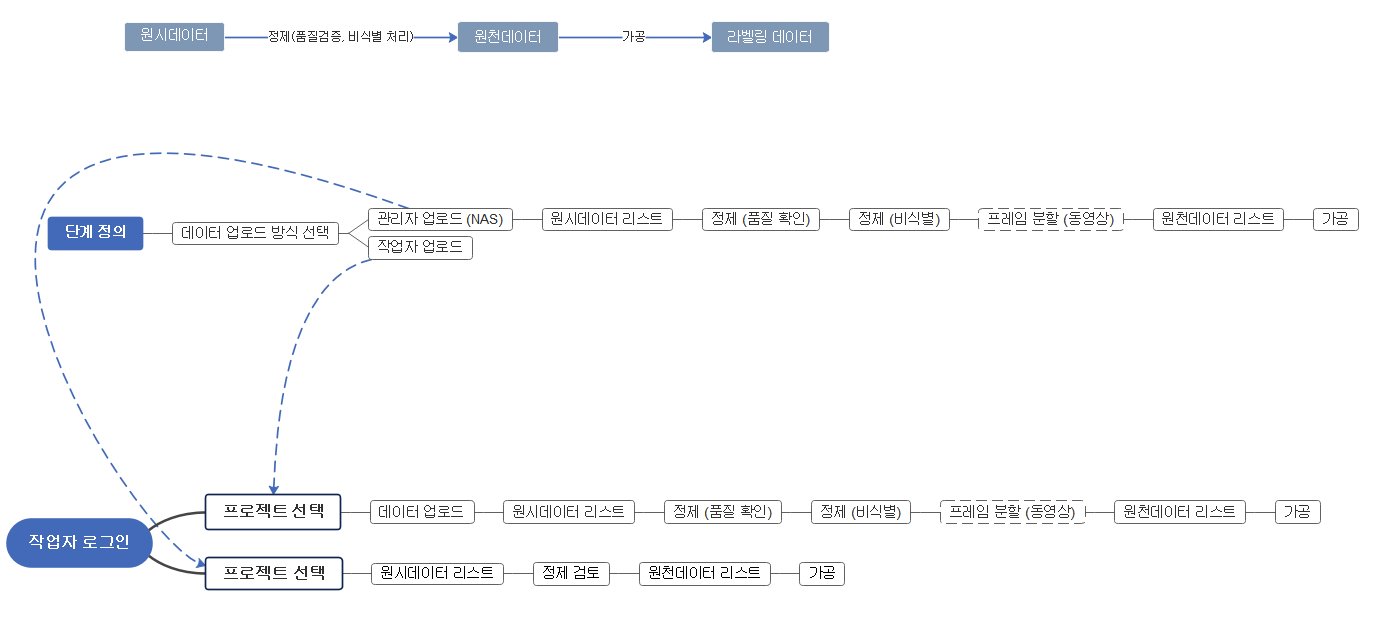 원시데이터
정제(품질검증, 비식별 처리)
원천데이터
가공
라벨링 데이터
단계 정의
데이터 업로드 방식 선택
관리자 업로드 (NAS)
원시데이터 리스트
정제 (품질 확인)
정제 (비식별)
프레임 분할 (동영상)
원천데이터 리스트
가공
작업자 업로드
작업자 로그인
프로젝트 선택
데이터 업로드
원시데이터 리스트
정제 (품질 확인)
정제 (비식별)
프레임 분할 (동영상)
원천데이터 리스트
가공
프로젝트 선택
원시데이터 리스트
정제 검토
원천데이터 리스트
가공